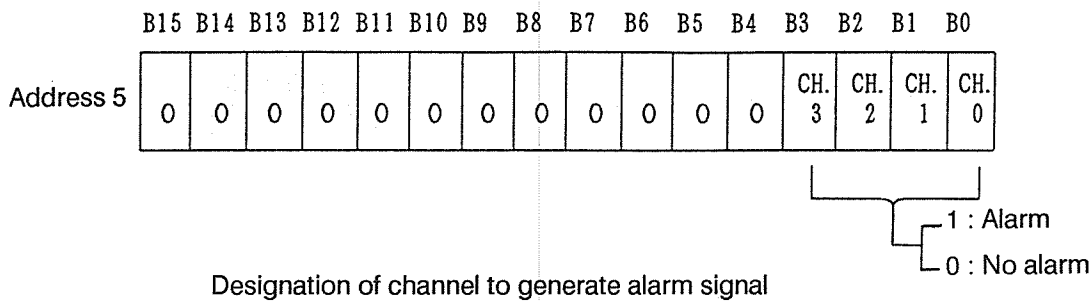 B15 B14 B13 B12 B11 B10 B9 B8 B7 B6 B5 B4 B3 B2 B1 B0
Address 5 0 0 0 0 0 0 0 0 0 0 0 0 CH. 3 CH. 2 CH. 1 CH. 0
1 : Alarm
0 : No alarm
Designation of channel to generate alarm signal